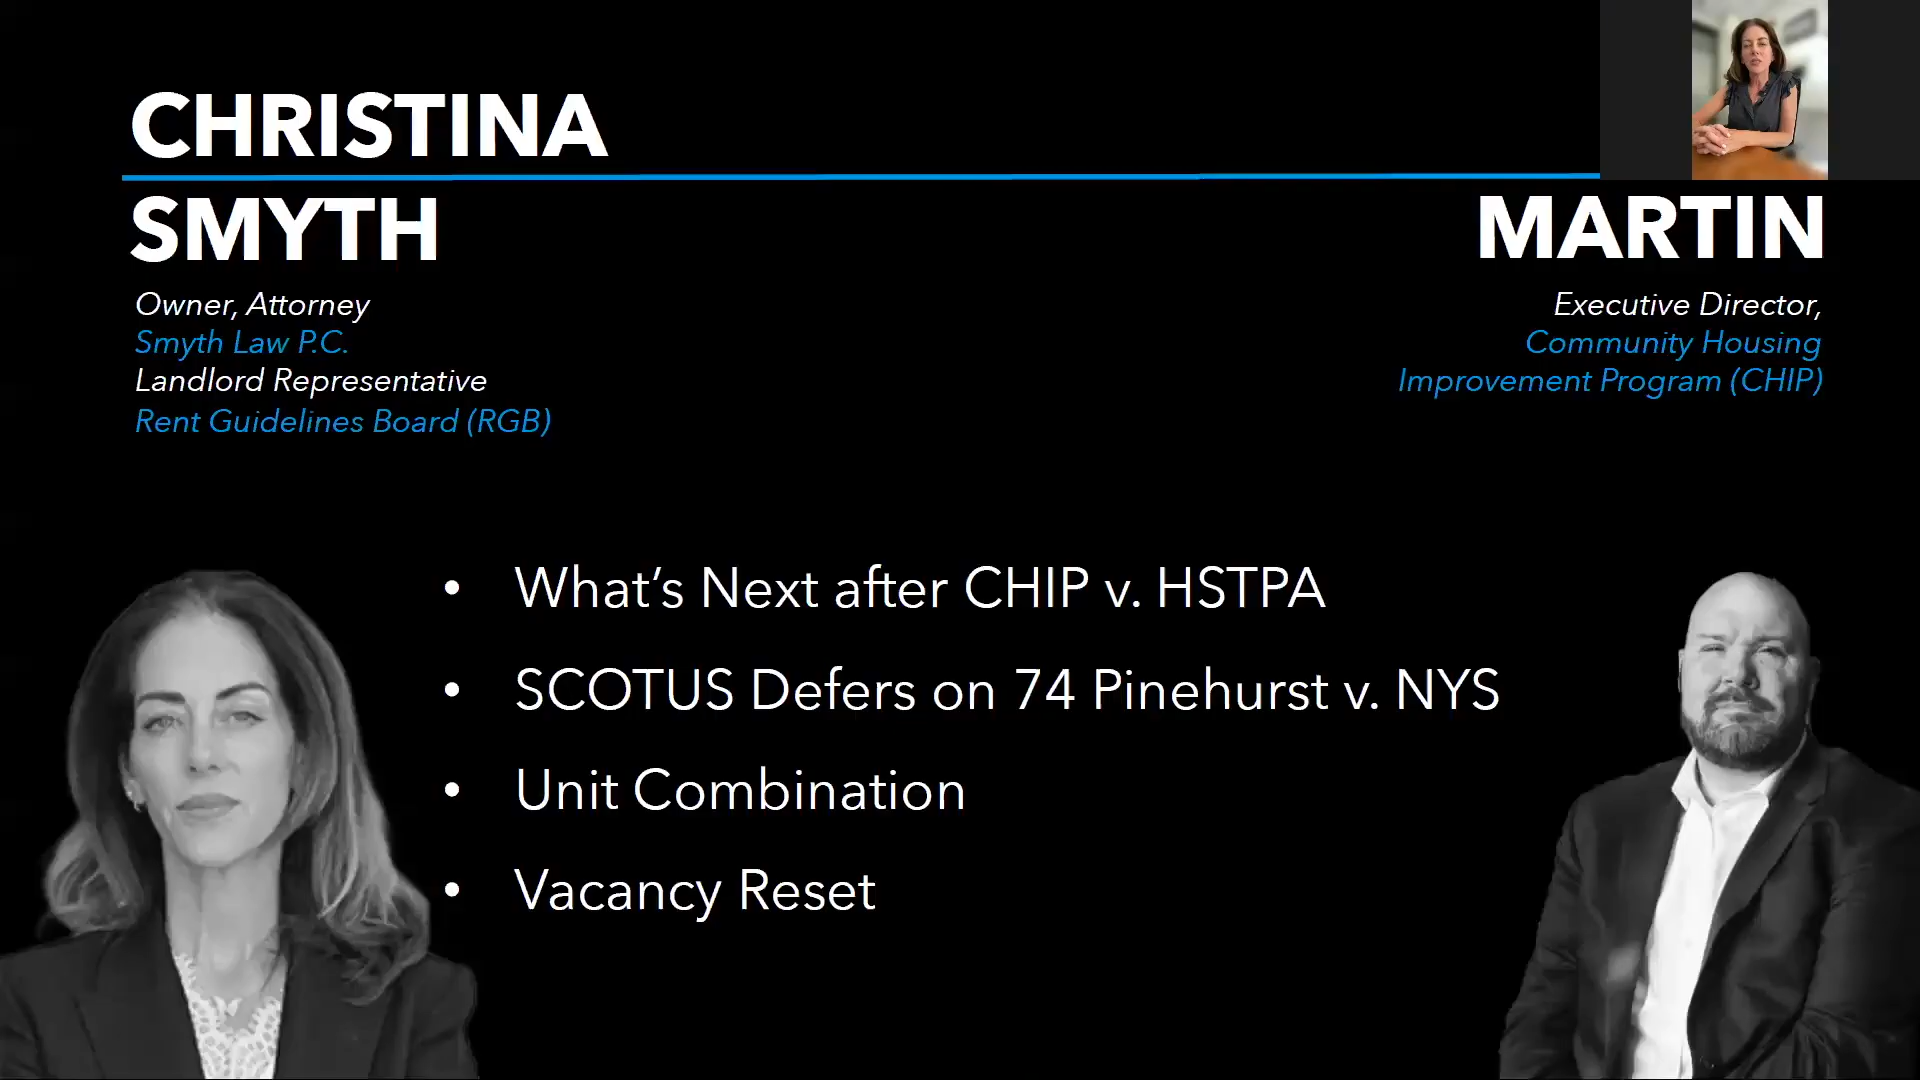 CHRISTINA
SMYTH
Owner, Attorney
Smyth Law P.C.
Landlord Representative
Rent Guidelines Board (RGB)
MARTIN
Executive Director,
Community Housing
Improvement Program (CHIP)
• What’s Next after CHIP v. HSTPA
• SCOTUS Defers on 74 Pinehurst v. NYS
• Unit Combination
• Vacancy Reset